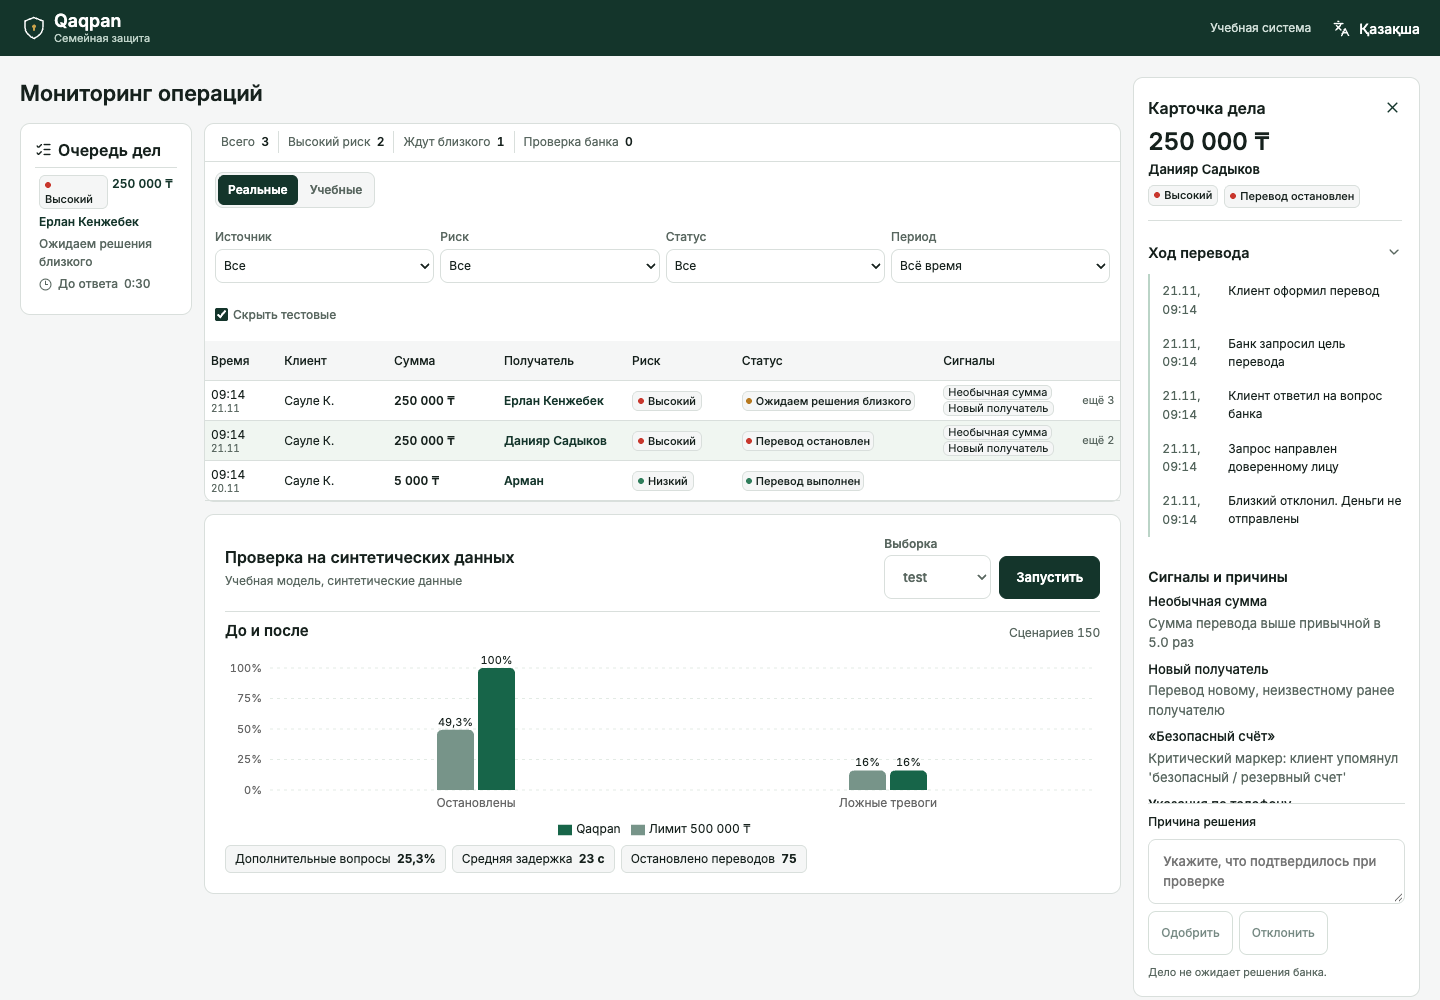 Qaqpan
Семейная защита
Учебная система
Қазақша
Мониторинг операций
Очередь дел
Высокий
250 000 ₸
Ерлан Кенжебек
Ожидаем решения
близкого
До ответа 0:30
Всего 3
Высокий риск 2
Ждут близкого 1
Проверка банка 0
Реальные
Учебные
Источник
Риск
Статус
Период
Все
Все
Все
Всё время
Скрыть тестовые
Время Клиент Сумма Получатель Риск Статус Сигналы
09:14
21.11
Сауле К.
250 000 ₸
Ерлан Кенжебек
Высокий
Ожидаем решения близкого
Необычная сумма
Новый получатель
ещё 3
09:14
21.11
Сауле К.
250 000 ₸
Данияр Садыков
Высокий
Перевод остановлен
Необычная сумма
Новый получатель
ещё 2
09:14
20.11
Сауле К.
5 000 ₸
Арман
Низкий
Перевод выполнен
Проверка на синтетических данных
Учебная модель, синтетические данные
Выборка
test
Запустить
До и после
Сценариев 150
100%
75%
50%
25%
0%
49,3%
100%
16%
16%
Остановлены
Ложные тревоги
Qaqpan
Лимит 500 000 ₸
Дополнительные вопросы 25,3%
Средняя задержка 23 с
Остановлено переводов 75
Карточка дела
250 000 ₸
Данияр Садыков
Высокий
Перевод остановлен
Ход перевода
21.11,
09:14
Клиент оформил перевод
21.11,
09:14
Банк запросил цель
перевода
21.11,
09:14
Клиент ответил на вопрос
банка
21.11,
09:14
Запрос направлен
доверенному лицу
21.11,
09:14
Близкий отклонил. Деньги не
отправлены
Сигналы и причины
Необычная сумма
Сумма перевода выше привычной в
5.0 раз
Новый получатель
Перевод новому, неизвестному ранее
получателю
«Безопасный счёт»
Критический маркер: клиент упомянул
'безопасный / резервный счет'
Указания по телефону
Причина решения
Укажите, что подтвердилось при
проверке
Одобрить
Отклонить
Дело не ожидает решения банка.